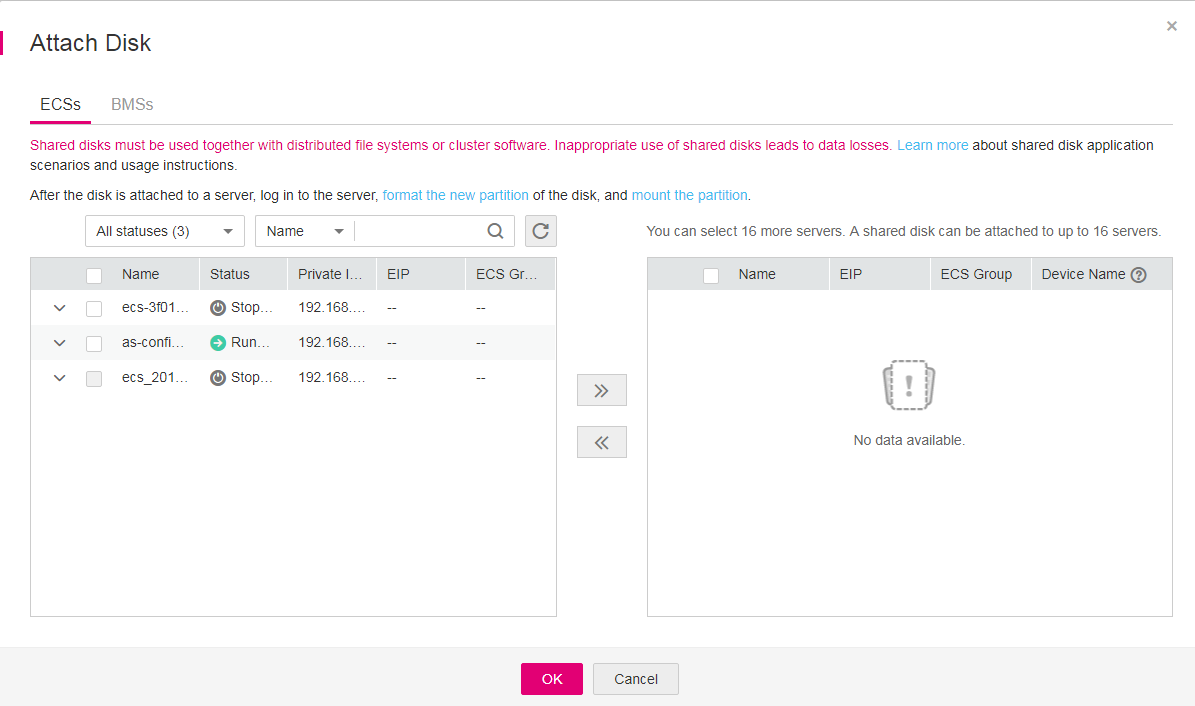 Attach Disk
ECSs BMSs
Shared disks must be used together with distributed file systems or cluster software. Inappropriate use of shared disks leads to data losses. Learn more about shared disk application
scenarios and usage instructions.
After the disk is attached to a server, log in to the server, format the new partition of the disk, and mount the partition.
All statuses (3) Name
You can select 16 more servers. A shared disk can be attached to up to 16 servers.
Name Status Private I... EIP ECS Gr...
ecs-3f01... Stop... 192.168.... -- --
as-confi... Run... 192.168.... -- --
ecs_201... Stop... 192.168.... -- --
Name EIP ECS Group Device Name ?
No data available.
OK Cancel